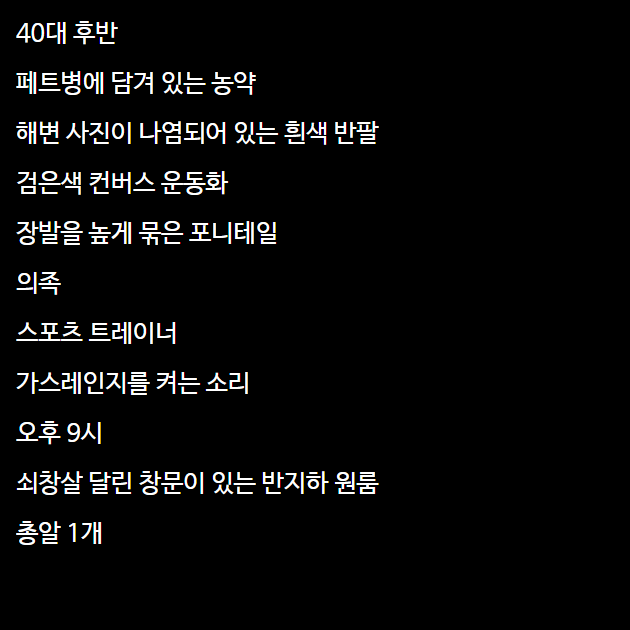 40대 후반
페트병에 담겨 있는 농약
해변 사진이 나염되어 있는 흰색 반팔
검은색 컨버스 운동화
장발을 높게 묶은 포니테일
의족
스포츠 트레이너
가스레인지를 켜는 소리
오후 9시
쇠창살 달린 창문이 있는 반지하 원룸
총알 1개